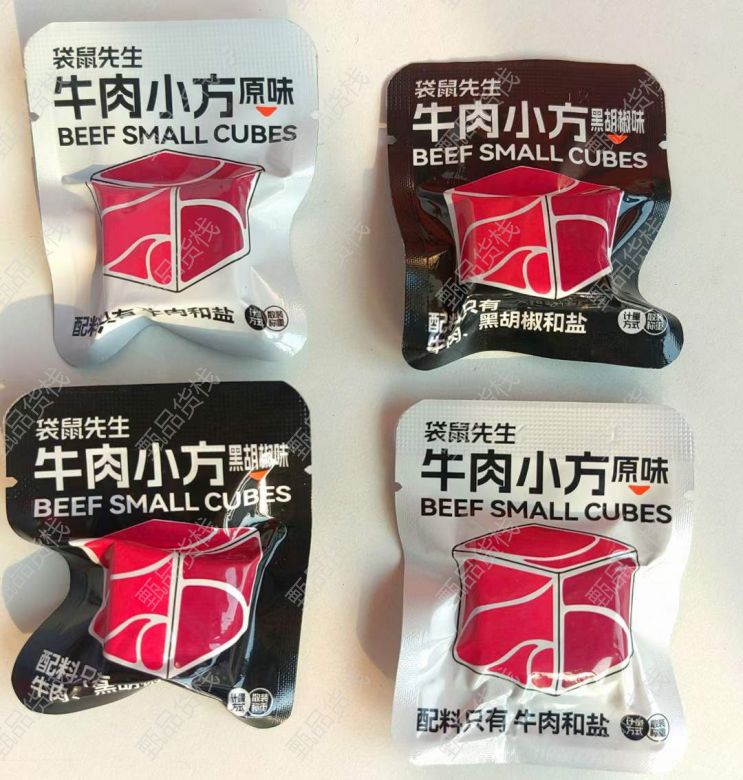 袋鼠先生
牛肉小方原味
BEEF SMALL CUBES
配料只有牛肉和盐
计量方式 散装称重
袋鼠先生
牛肉小方黑胡椒味
BEEF SMALL CUBES
配料只有
牛肉、黑胡椒和盐
计量方式 散装称重
袋鼠先生
牛肉小方黑胡椒味
BEEF SMALL CUBES
配料只
牛肉、黑胡
计量方式 散装称重
袋鼠先生
牛肉小方原味
BEEF SMALL CUBES
配料只有 牛肉和盐
计量方式 散装称重
甄品货栈